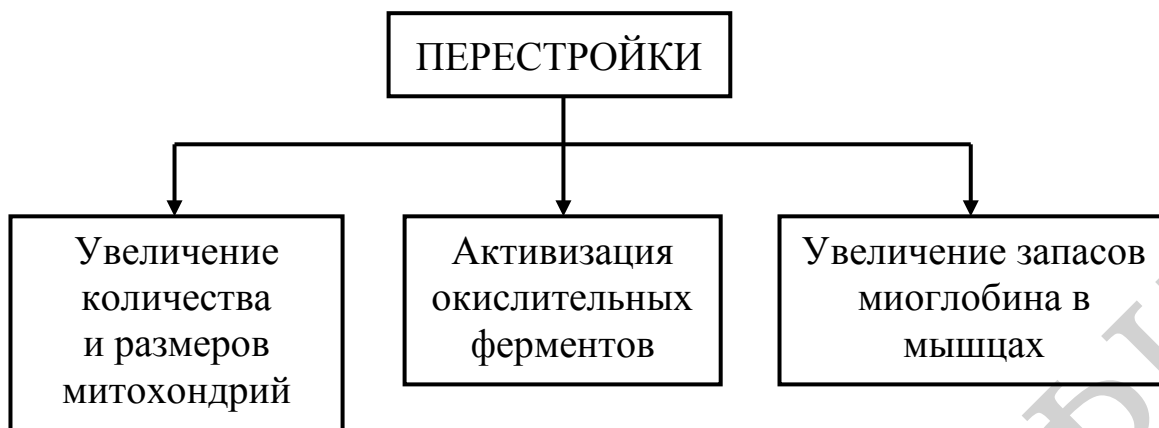 ПЕРЕСТРОЙКИ
Увеличение
количества
и размеров
митохондрий
Активизация
окислительных
ферментов
Увеличение запасов
миоглобина в
мышцах